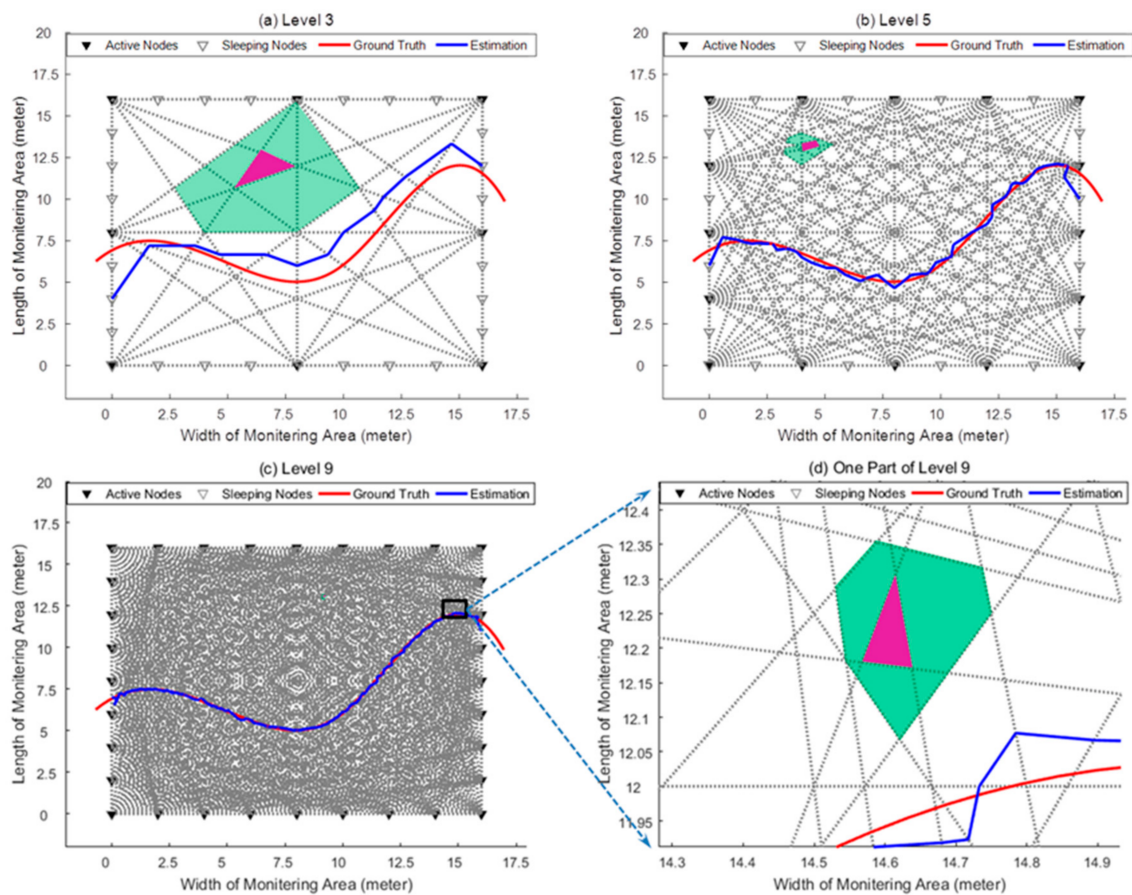 (a) Level 3
Active Nodes Sleeping Nodes Ground Truth Estimation
20
17.5
15
12.5
10
7.5
5
2.5
0
Length of Monitering Area (meter)
0 2.5 5 7.5 10 12.5 15 17.5
Width of Monitering Area (meter)
(b) Level 5
Active Nodes Sleeping Nodes Ground Truth Estimation
20
17.5
15
12.5
10
7.5
5
2.5
0
Length of Monitering Area (meter)
0 2.5 5 7.5 10 12.5 15 17.5
Width of Monitering Area (meter)
(c) Level 9
Active Nodes Sleeping Nodes Ground Truth Estimation
20
17.5
15
12.5
10
7.5
5
2.5
0
Length of Monitering Area (meter)
0 2.5 5 7.5 10 12.5 15 17.5
Width of Monitering Area (meter)
(d) One Part of Level 9
Active Nodes Sleeping Nodes Ground Truth Estimation
12.4
12.35
12.3
12.25
12.2
12.15
12.1
12.05
12
Length of Monitering Area (meter)
14.3 14.4 14.5 14.6 14.7 14.8 14.9
Width of Monitering Area (meter)